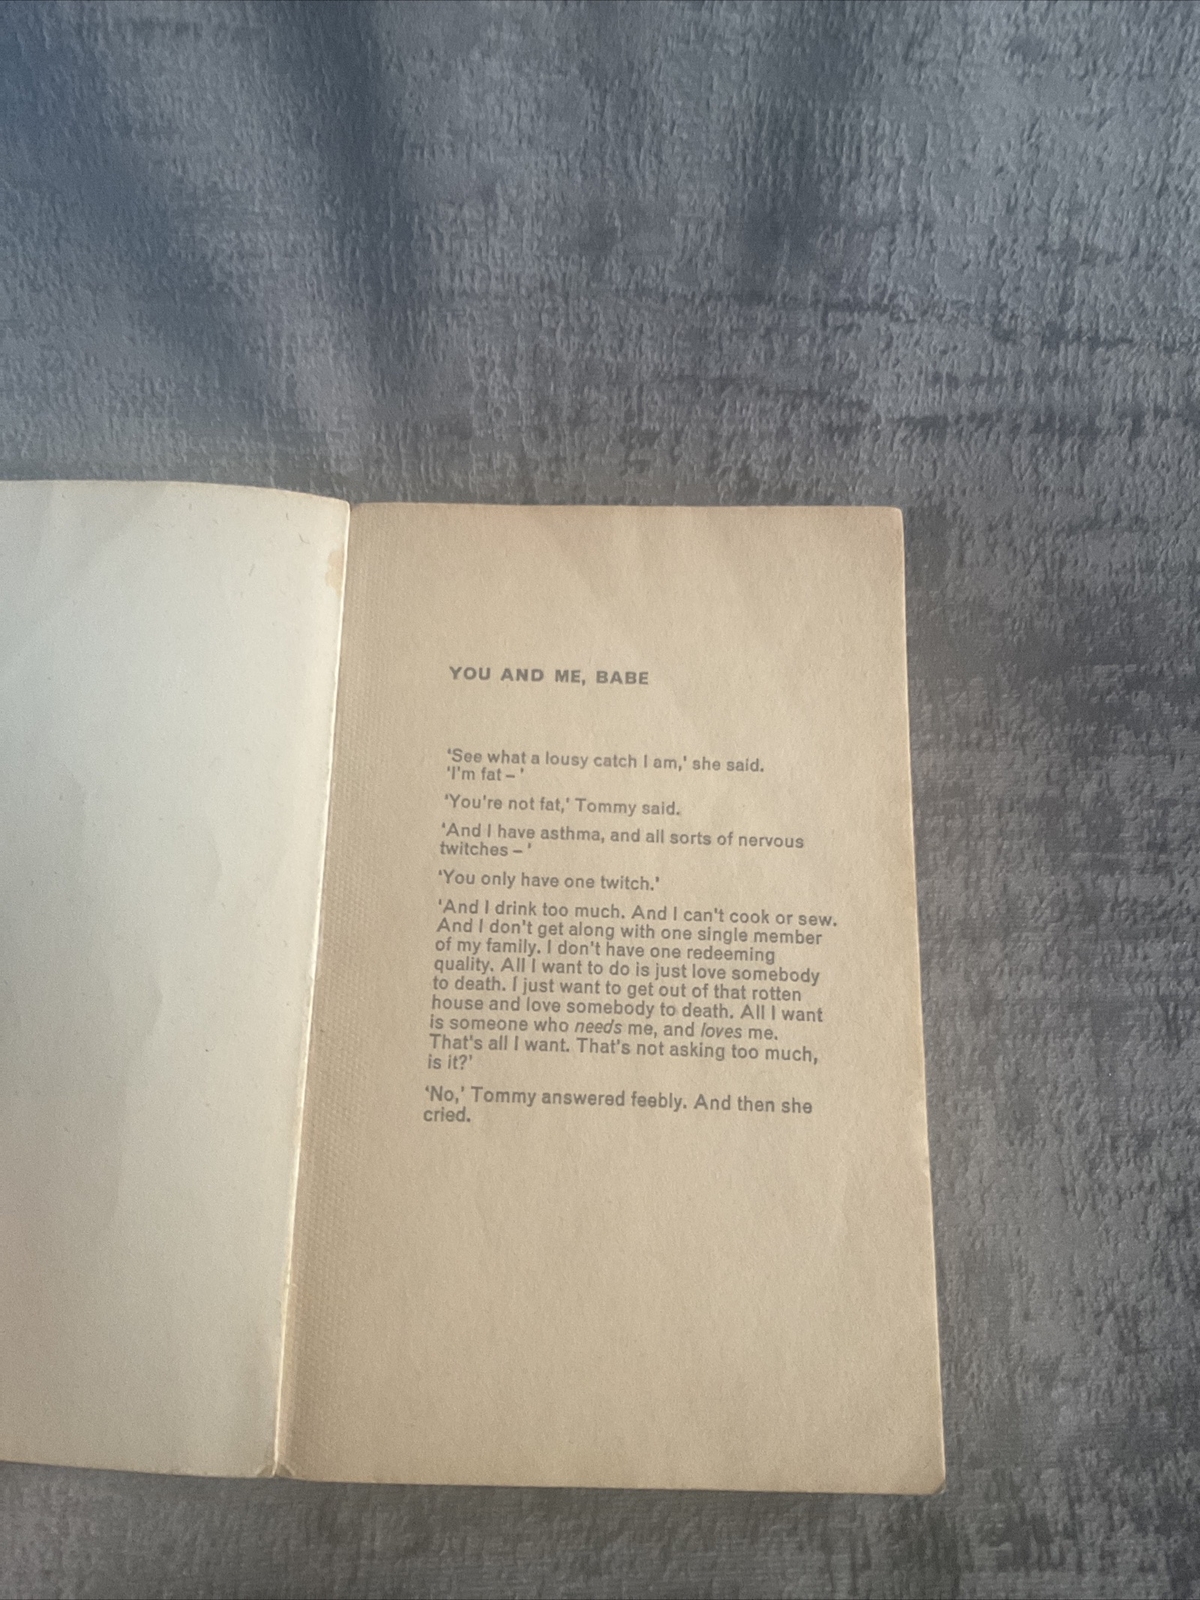 YOU AND ME, BABE
'See what a lousy catch I am,' she said.
'I'm fat – '
'You're not fat,' Tommy said.
'And I have asthma, and all sorts of nervous
twitches – '
'You only have one twitch.'
'And I drink too much. And I can't cook or sew.
And I don't get along with one single member
of my family. I don't have one redeeming
quality. All I want to do is just love somebody
to death. I just want to get out of that rotten
house and love somebody to death. All I want
is someone who needs me, and loves me.
That's all I want. That's not asking too much,
is it?'
'No,' Tommy answered feebly. And then she
cried.